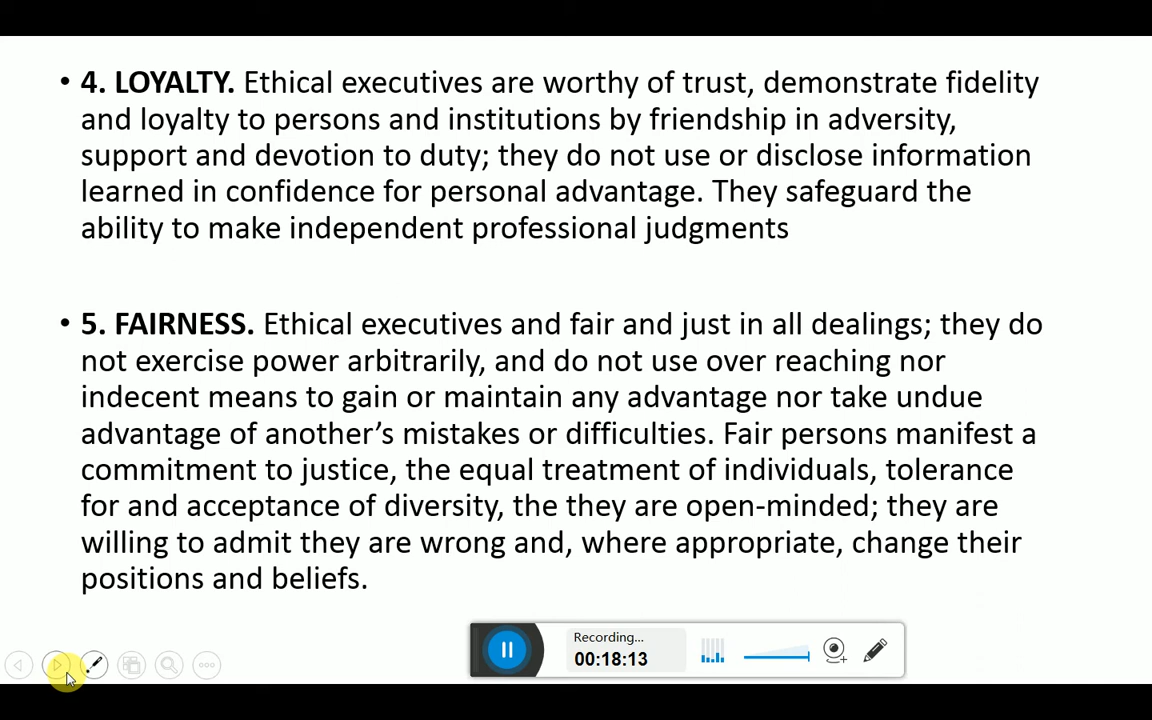 • 4. LOYALTY. Ethical executives are worthy of trust, demonstrate fidelity
and loyalty to persons and institutions by friendship in adversity,
support and devotion to duty; they do not use or disclose information
learned in confidence for personal advantage. They safeguard the
ability to make independent professional judgments
• 5. FAIRNESS. Ethical executives and fair and just in all dealings; they do
not exercise power arbitrarily, and do not use over reaching nor
indecent means to gain or maintain any advantage nor take undue
advantage of another’s mistakes or difficulties. Fair persons manifest a
commitment to justice, the equal treatment of individuals, tolerance
for and acceptance of diversity, the they are open-minded; they are
willing to admit they are wrong and, where appropriate, change their
positions and beliefs.
Recording...
00:18:13